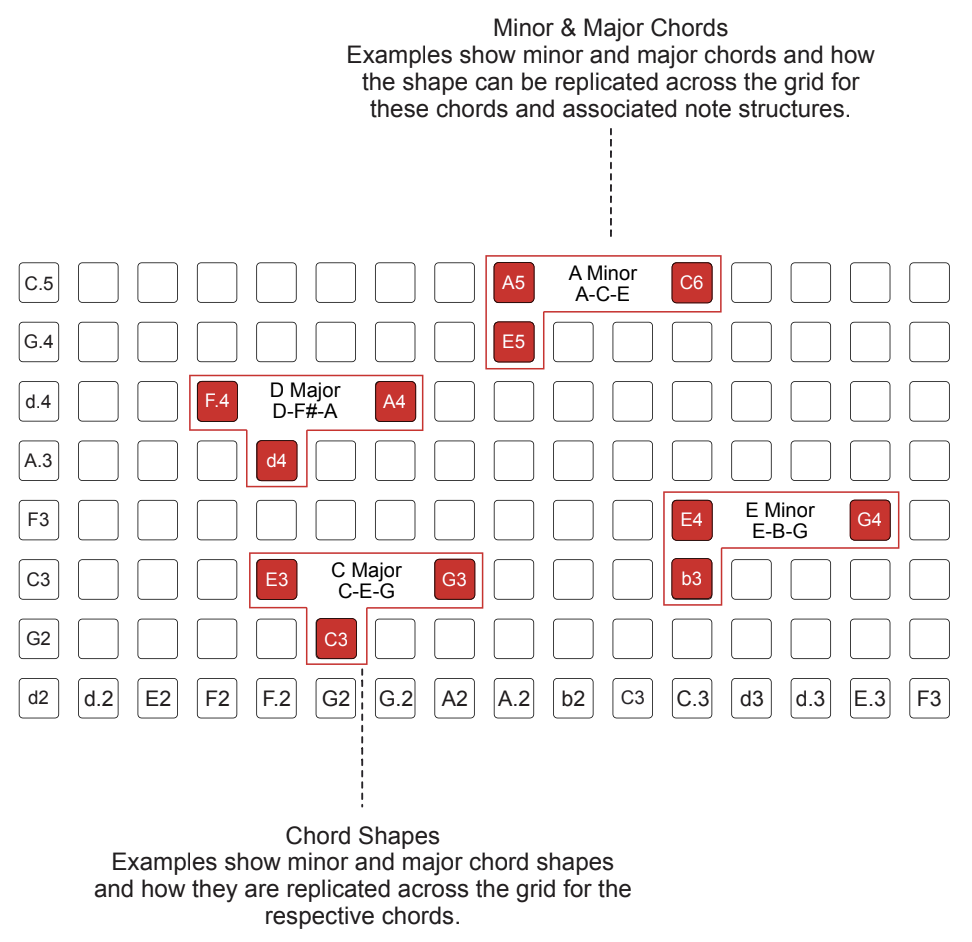 Minor & Major Chords
Examples show minor and major chords and how
the shape can be replicated across the grid for
these chords and associated note structures.
C.5 A5 A Minor C6
A-C-E
G.4 E5
d.4 F.4 D Major A4
D-F#-A
A.3 d4
F3 E4 E Minor G4
E-B-G
C3 E3 C Major G3 b3
C-E-G
G2 C3
d2 d.2 E2 F2 F.2 G2 G.2 A2 A.2 b2 C3 C.3 d3 d.3 E.3 F3
Chord Shapes
Examples show minor and major chord shapes
and how they are replicated across the grid for the
respective chords.